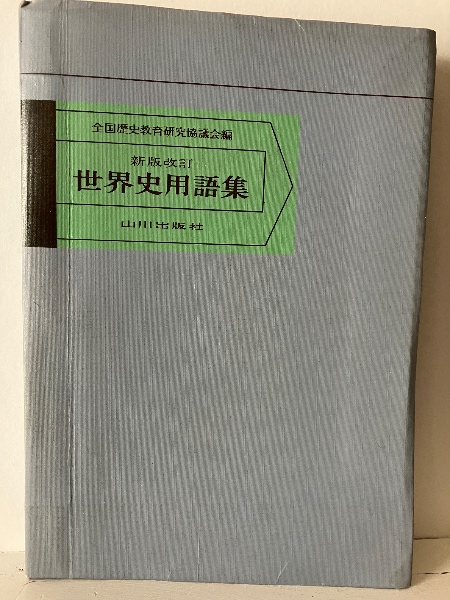 全国歴史教育研究協議会編
新版改訂
世界史用語集
山川出版社